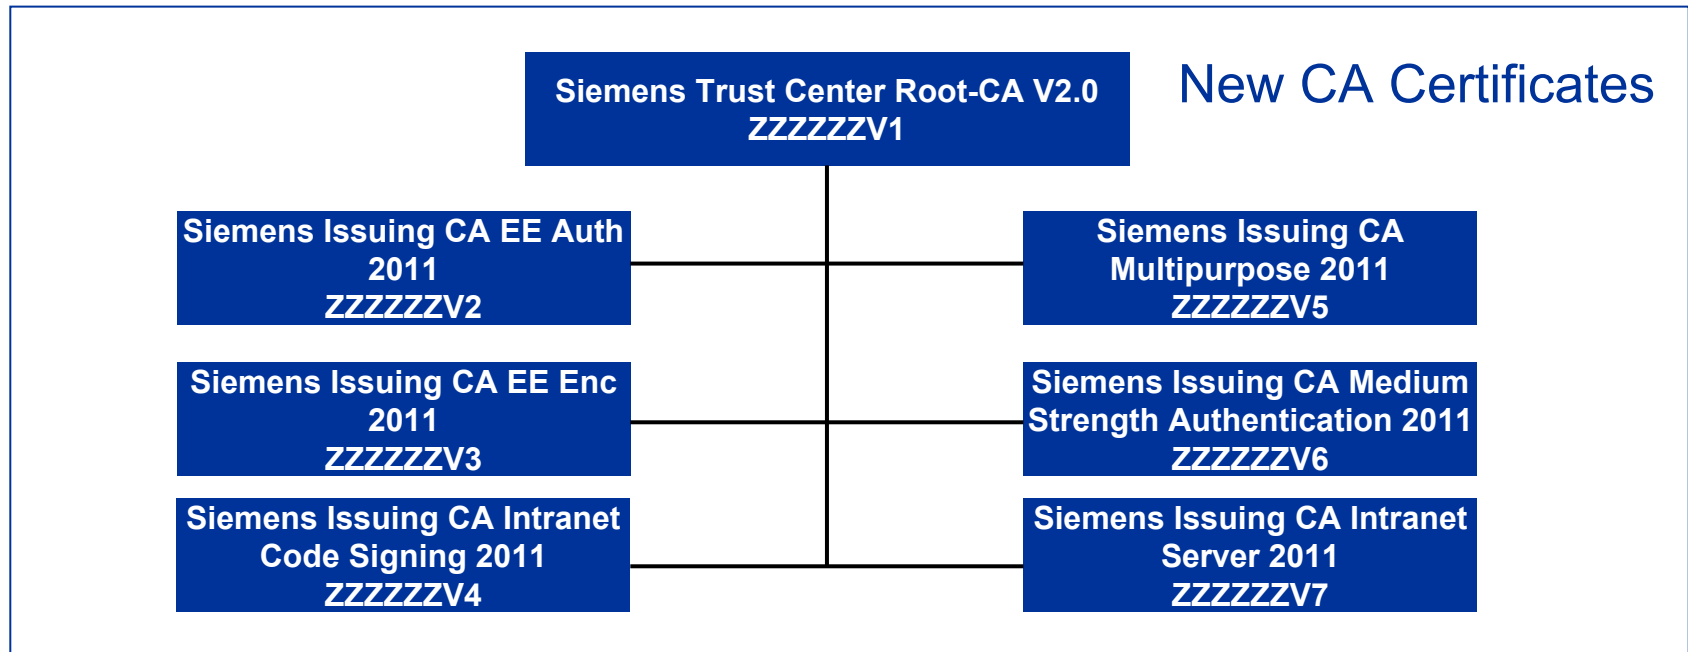 Siemens Trust Center Root-CA V2.0
ZZZZZZV1
New CA Certificates
Siemens Issuing CA EE Auth
2011
ZZZZZZV2
Siemens Issuing CA
Multipurpose 2011
ZZZZZZV5
Siemens Issuing CA EE Enc
2011
ZZZZZZV3
Siemens Issuing CA Medium
Strength Authentication 2011
ZZZZZZV6
Siemens Issuing CA Intranet
Code Signing 2011
ZZZZZZV4
Siemens Issuing CA Intranet
Server 2011
ZZZZZZV7